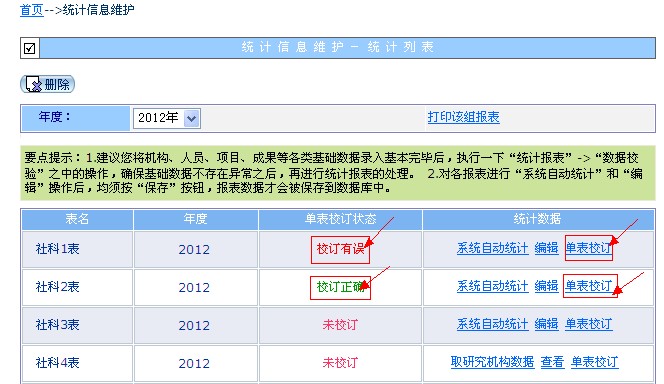 首页-->统计信息维护
统 计 信 息 维 护 - 统 计 列 表
删除
年度： 2012年 打印该组报表
要点提示：1.建议您将机构、人员、项目、成果等各类基础数据录入基本完毕后，执行一下“统计报表”->“数据校
验”之中的操作，确保基础数据不存在异常之后，再进行统计报表的处理。 2.对各报表进行“系统自动统计”和“编
辑”操作后，均须按“保存”按钮，报表数据才会被保存到数据库中。
表名 年度 单表校订状态 统计数据
社科1表 2012 校订有误 系统自动统计 编辑 单表校订
社科2表 2012 校订正确 系统自动统计 编辑 单表校订
社科3表 2012 未校订 系统自动统计 编辑 单表校订
社科4表 2012 未校订 取研究机构数据 查看 单表校订